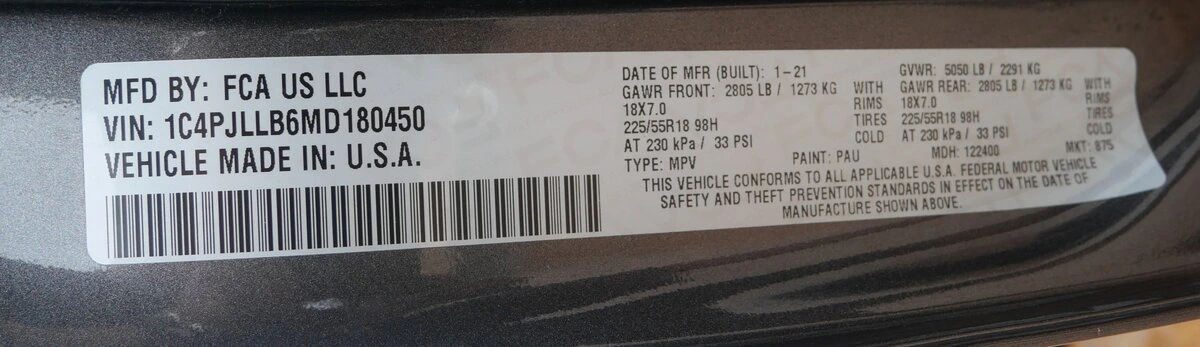 MFD BY: FCA US LLC
VIN: 1C4PJLLB6MD180450
VEHICLE MADE IN: U.S.A.
DATE OF MFR (BUILT): 1-21 GVWR: 5050 LB / 2291 KG
GAWR FRONT: 2805 LB / 1273 KG WITH GAWR REAR: 2805 LB / 1273 KG WITH
18X7.0 RIMS 18X7.0 RIMS
225/55R18 98H TIRES 225/55R18 98H TIRES
AT 230 kPa / 33 PSI COLD AT 230 kPa / 33 PSI COLD
TYPE: MPV PAINT: PAU MDH: 122400 MKT: 875
THIS VEHICLE CONFORMS TO ALL APPLICABLE U.S.A. FEDERAL MOTOR VEHICLE
SAFETY AND THEFT PREVENTION STANDARDS IN EFFECT ON THE DATE OF
MANUFACTURE SHOWN ABOVE.